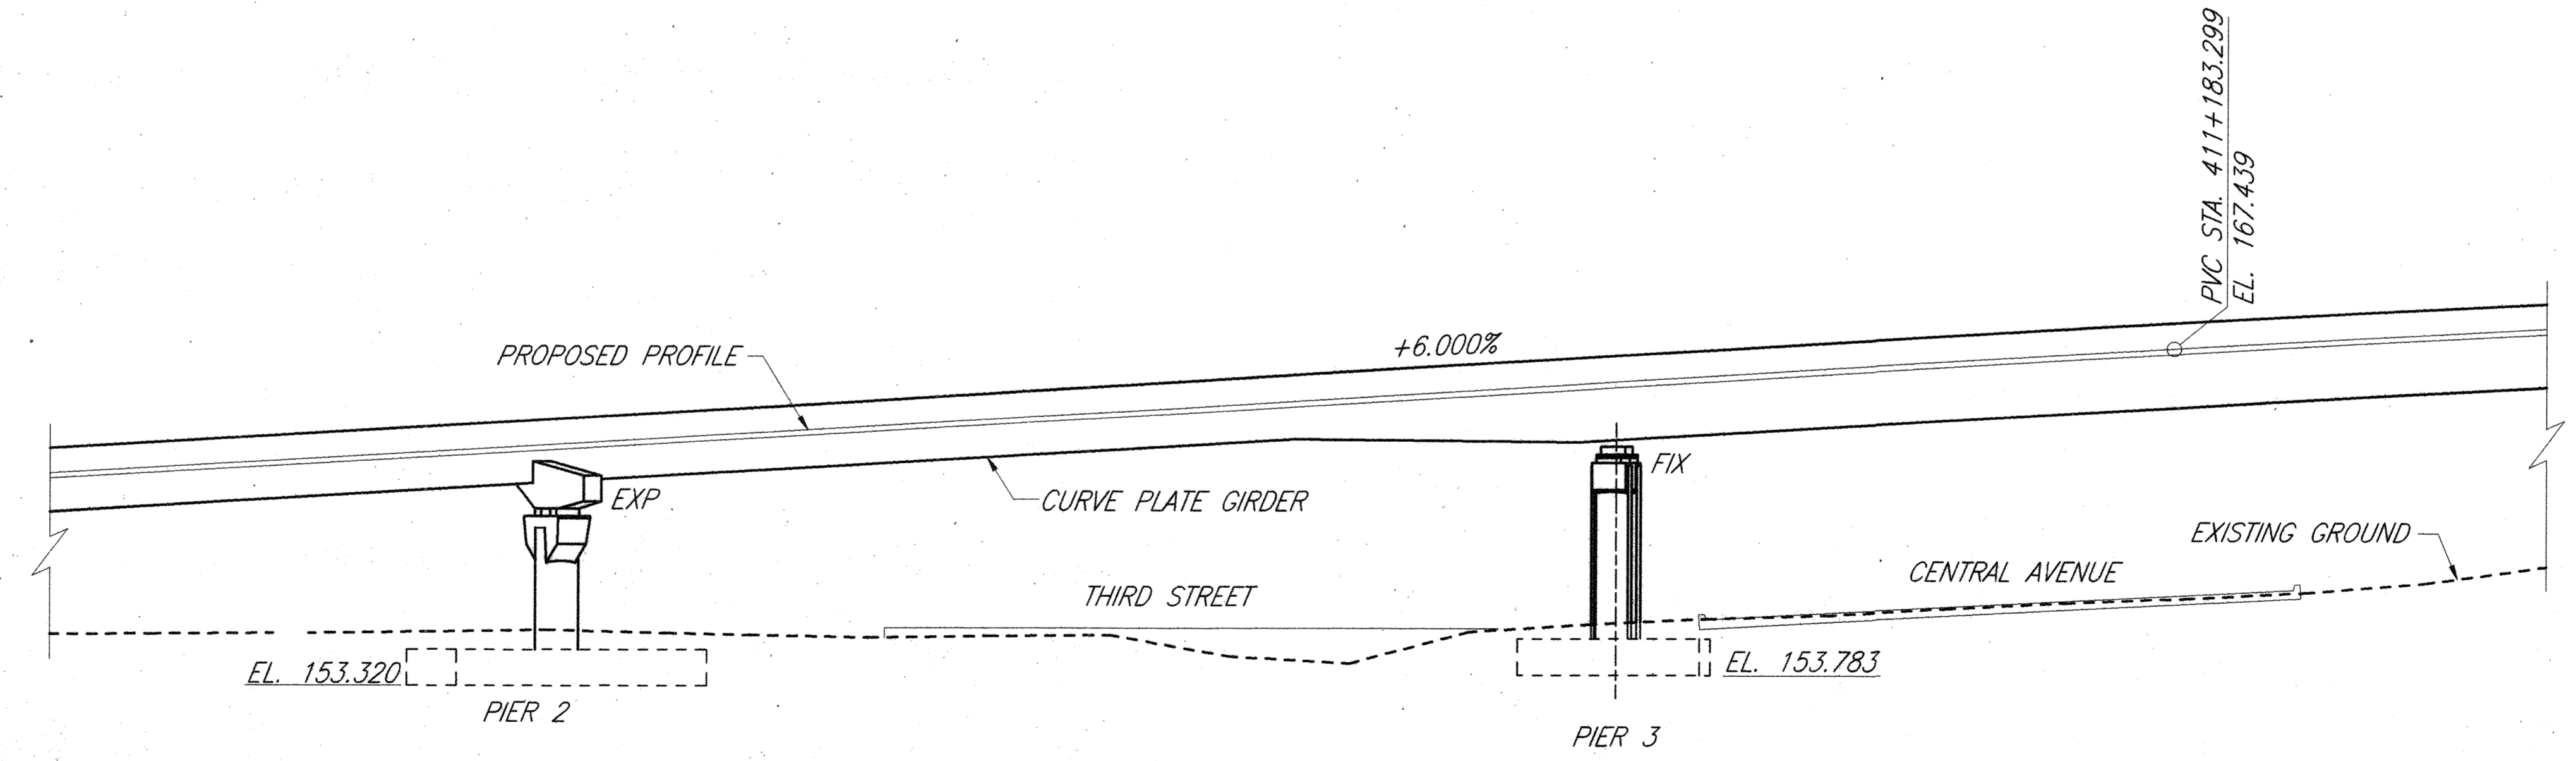 PVC STA. 411+183.299
EL. 167.439
PROPOSED PROFILE
+6.000%
EXP
FIX
CURVE PLATE GIRDER
EXISTING GROUND
CENTRAL AVENUE
THIRD STREET
EL. 153.320
EL. 153.783
PIER 2
PIER 3